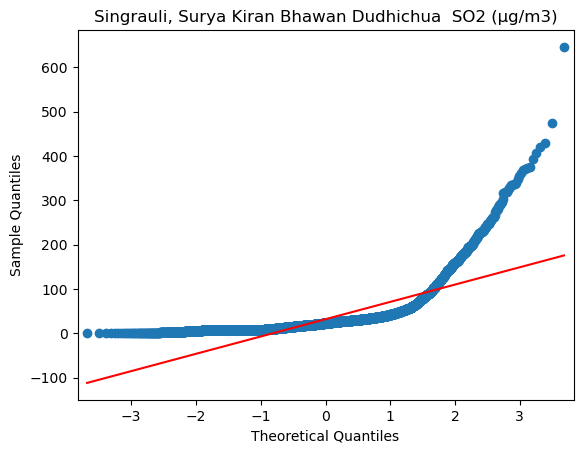 Singrauli, Surya Kiran Bhawan Dudhichua  SO2 (µg/m3)
600
500
400
300
200
100
0
−100
Sample Quantiles
−3 −2 −1 0 1 2 3
Theoretical Quantiles